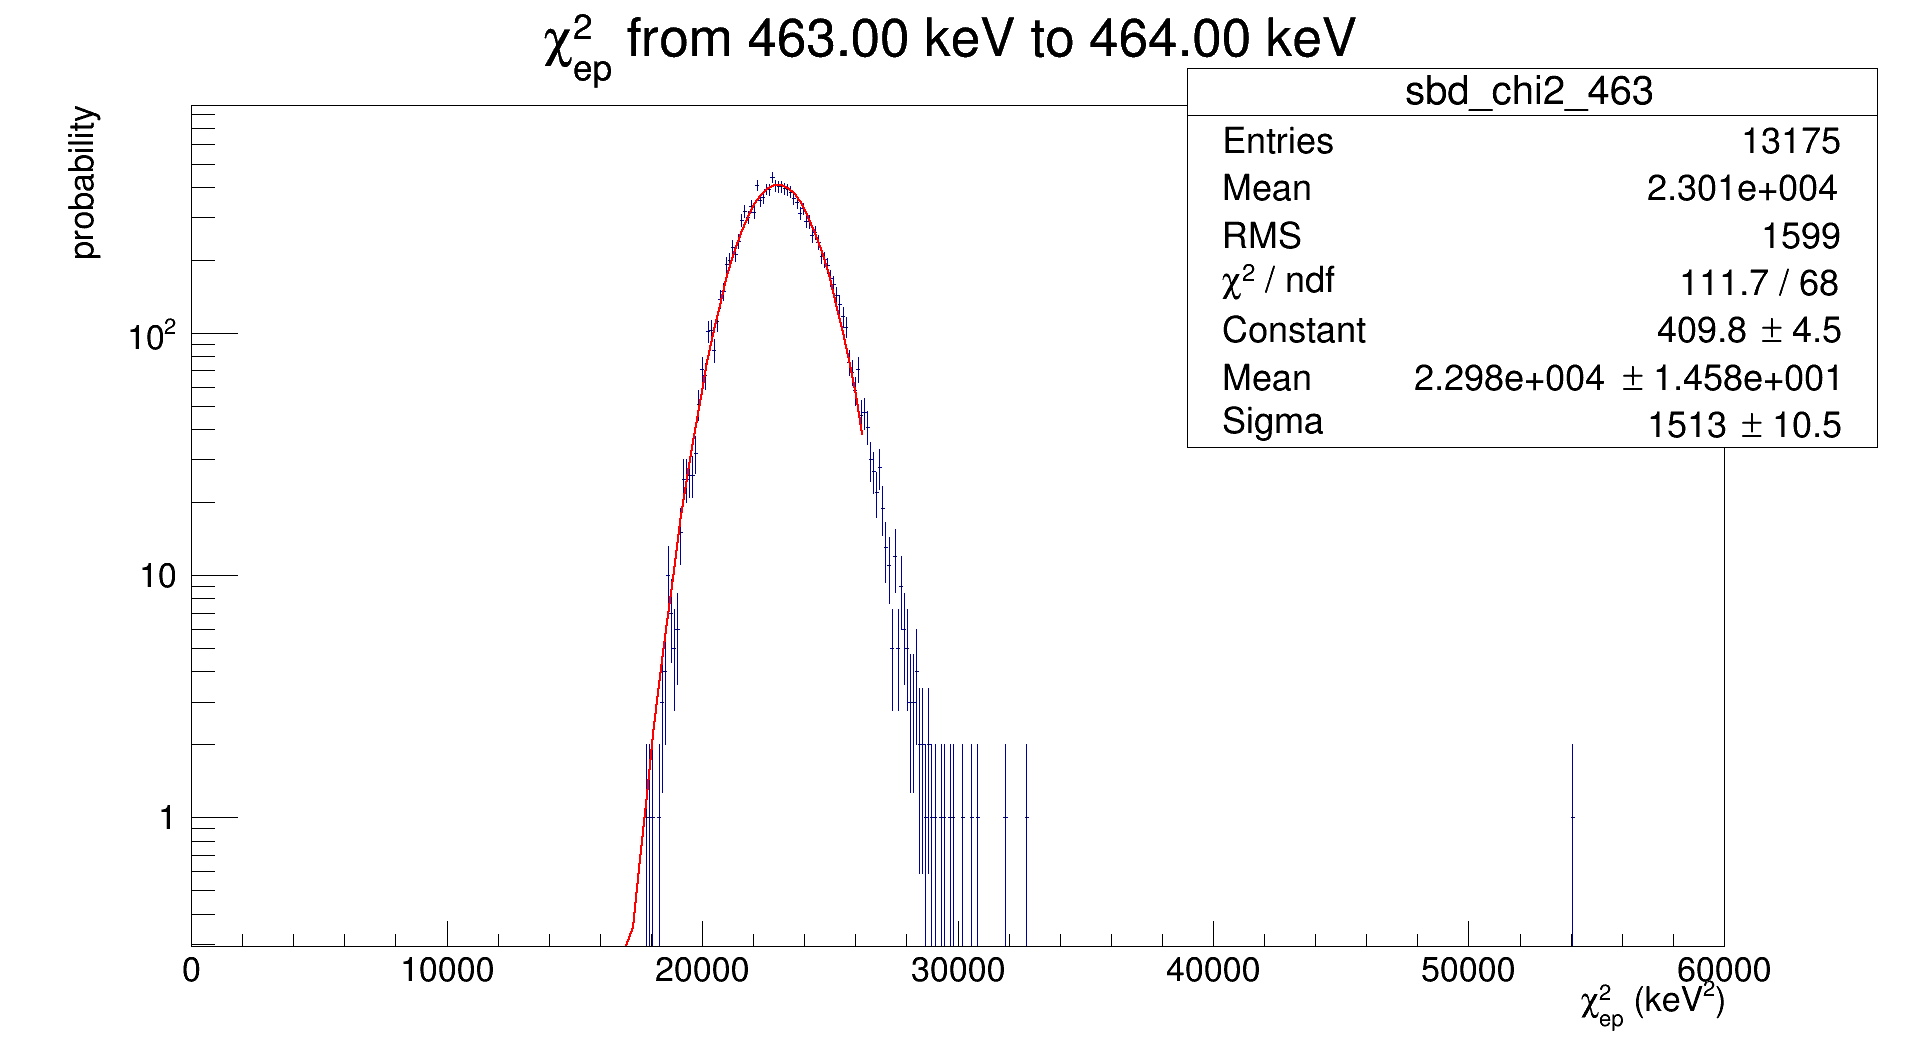 χ²ep from 463.00 keV to 464.00 keV
sbd_chi2_463
Entries 13175
Mean 2.301e+004
RMS 1599
χ² / ndf 111.7 / 68
Constant 409.8 ± 4.5
Mean 2.298e+004 ± 1.458e+001
Sigma 1513 ± 10.5
probability
10²
10
1
0 10000 20000 30000 40000 50000 60000
χ²ep (keV²)